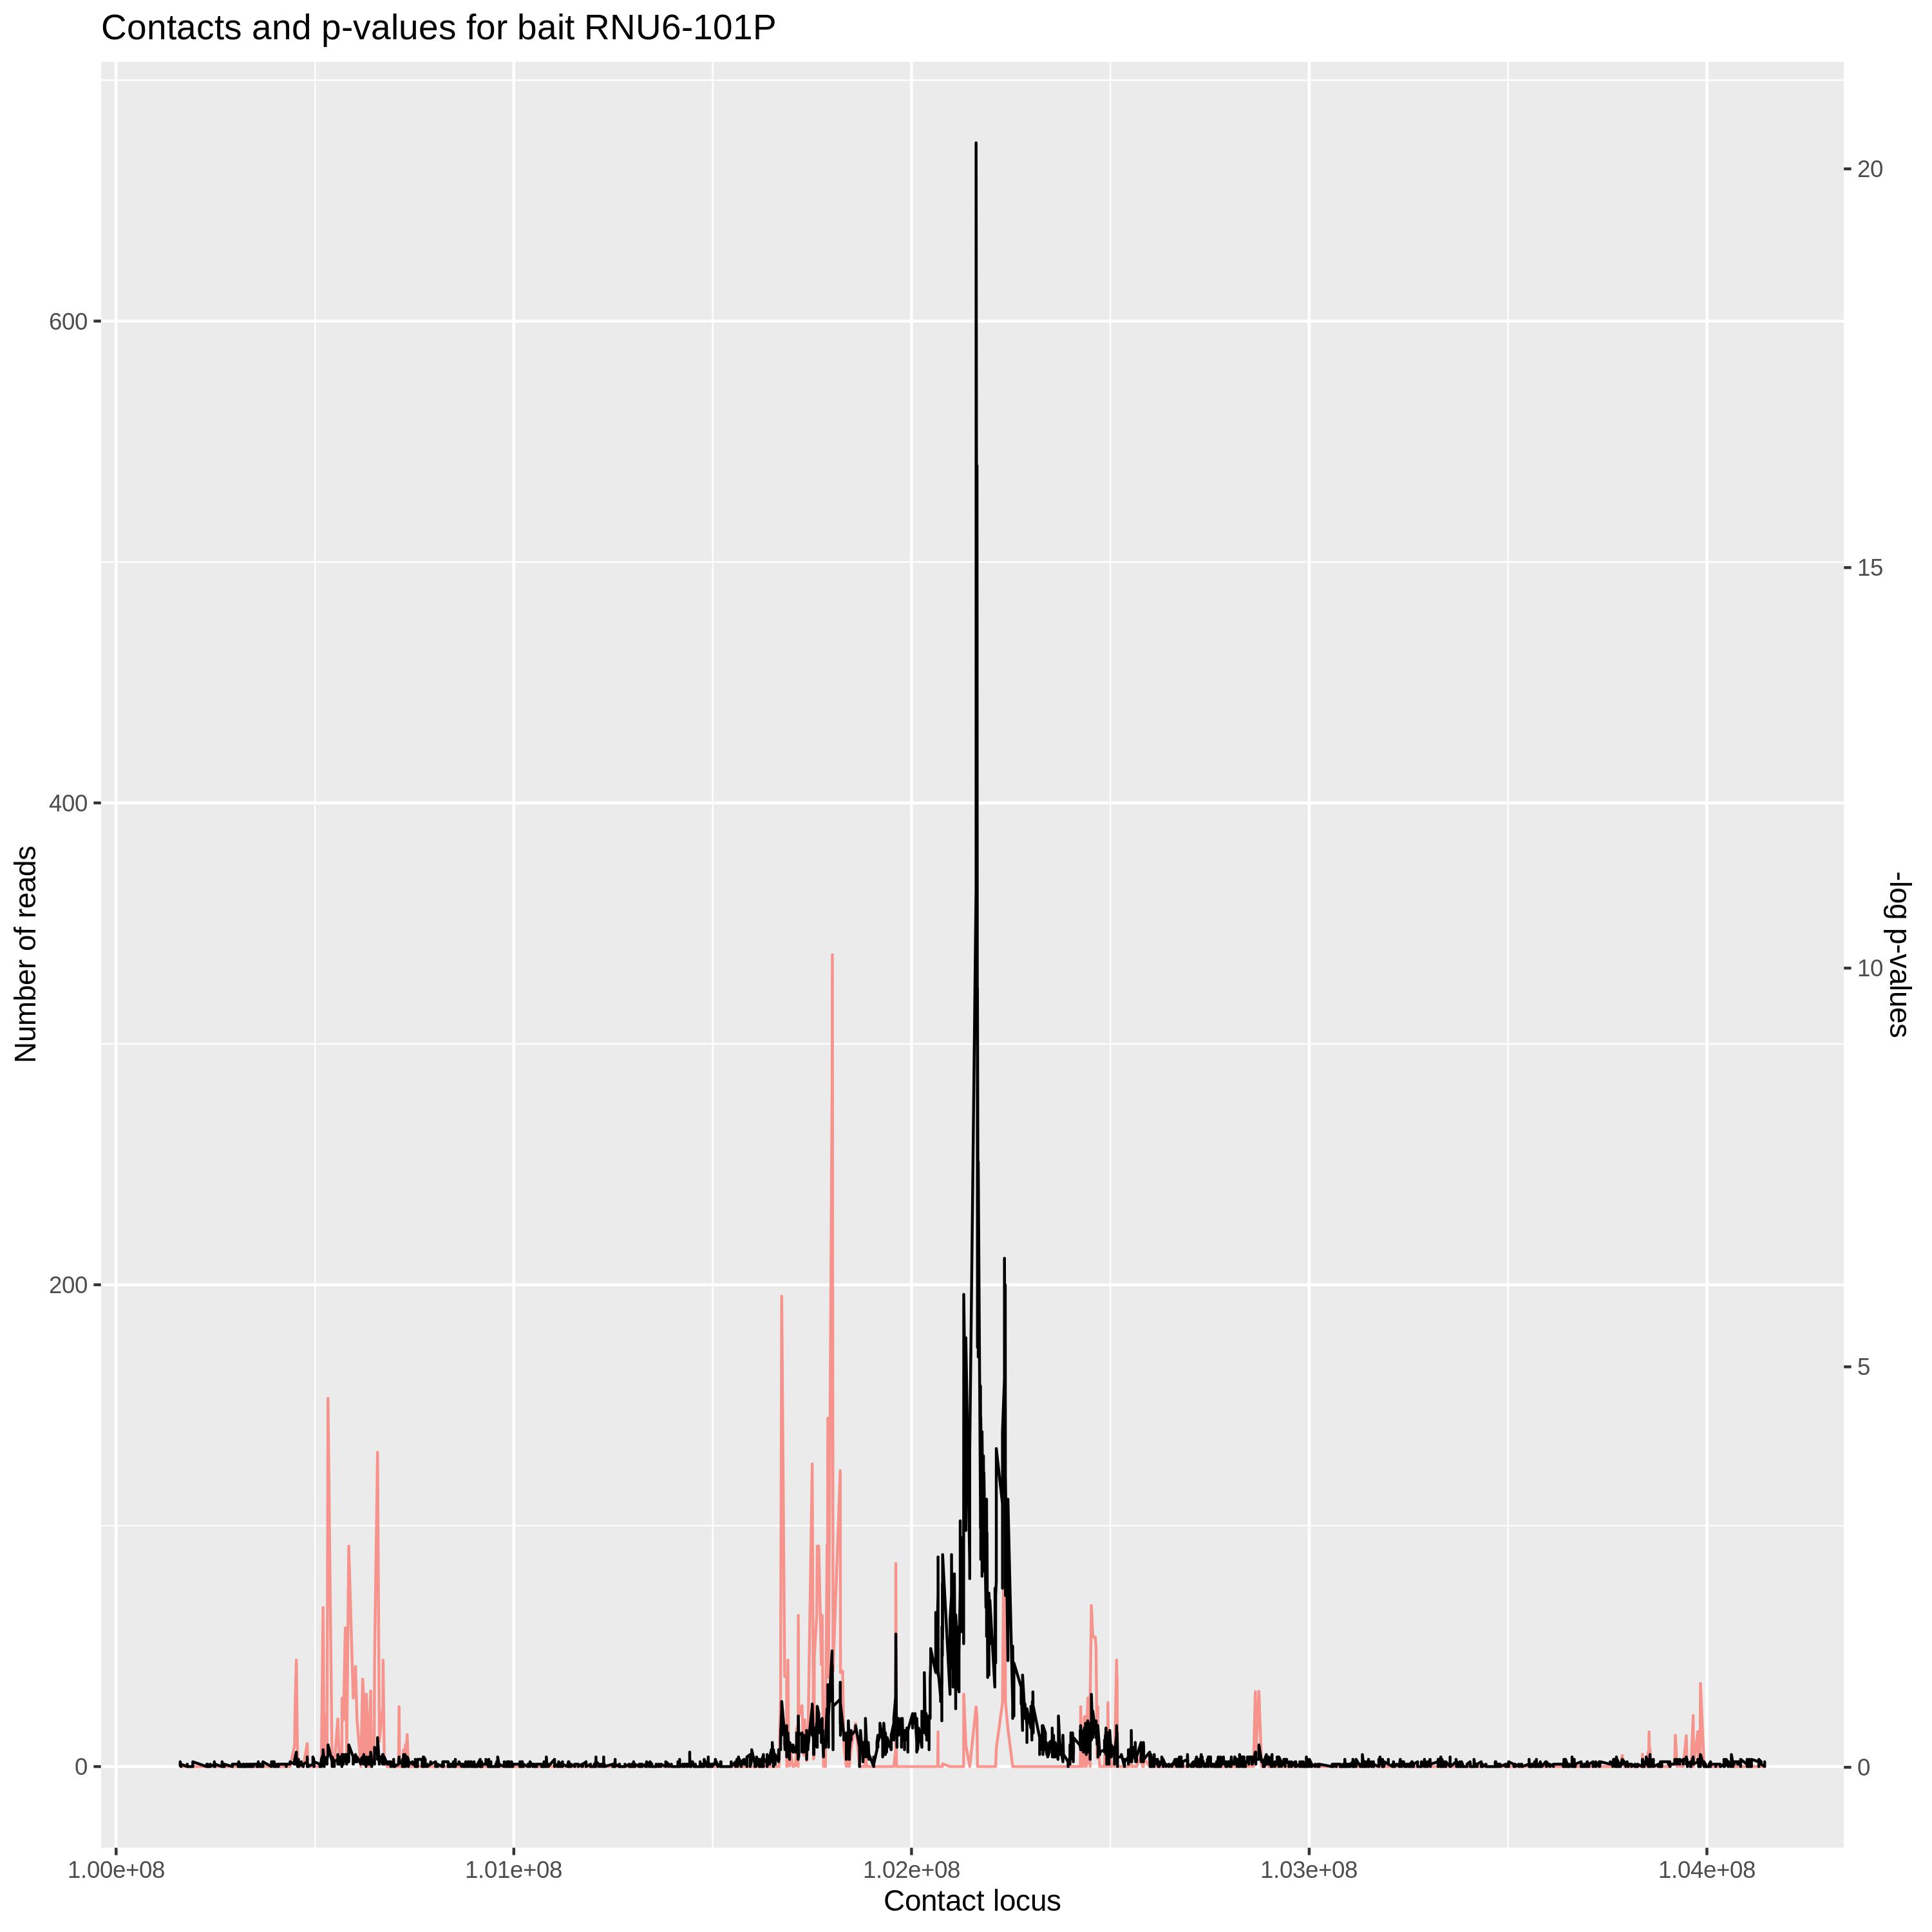 Contacts and p-values for bait RNU6-101P
600
400
200
0
20
15
10
5
0
Number of reads
-log p-values
1.00e+08 1.01e+08 1.02e+08 1.03e+08 1.04e+08
Contact locus